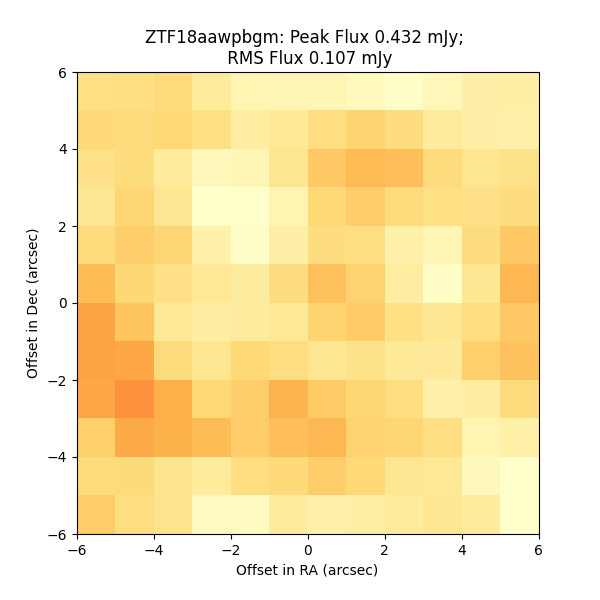 ZTF18aawpbgm: Peak Flux 0.432 mJy;
RMS Flux 0.107 mJy
6
4
2
0
−2
−4
−6
Offset in Dec (arcsec)
−6 −4 −2 0 2 4 6
Offset in RA (arcsec)